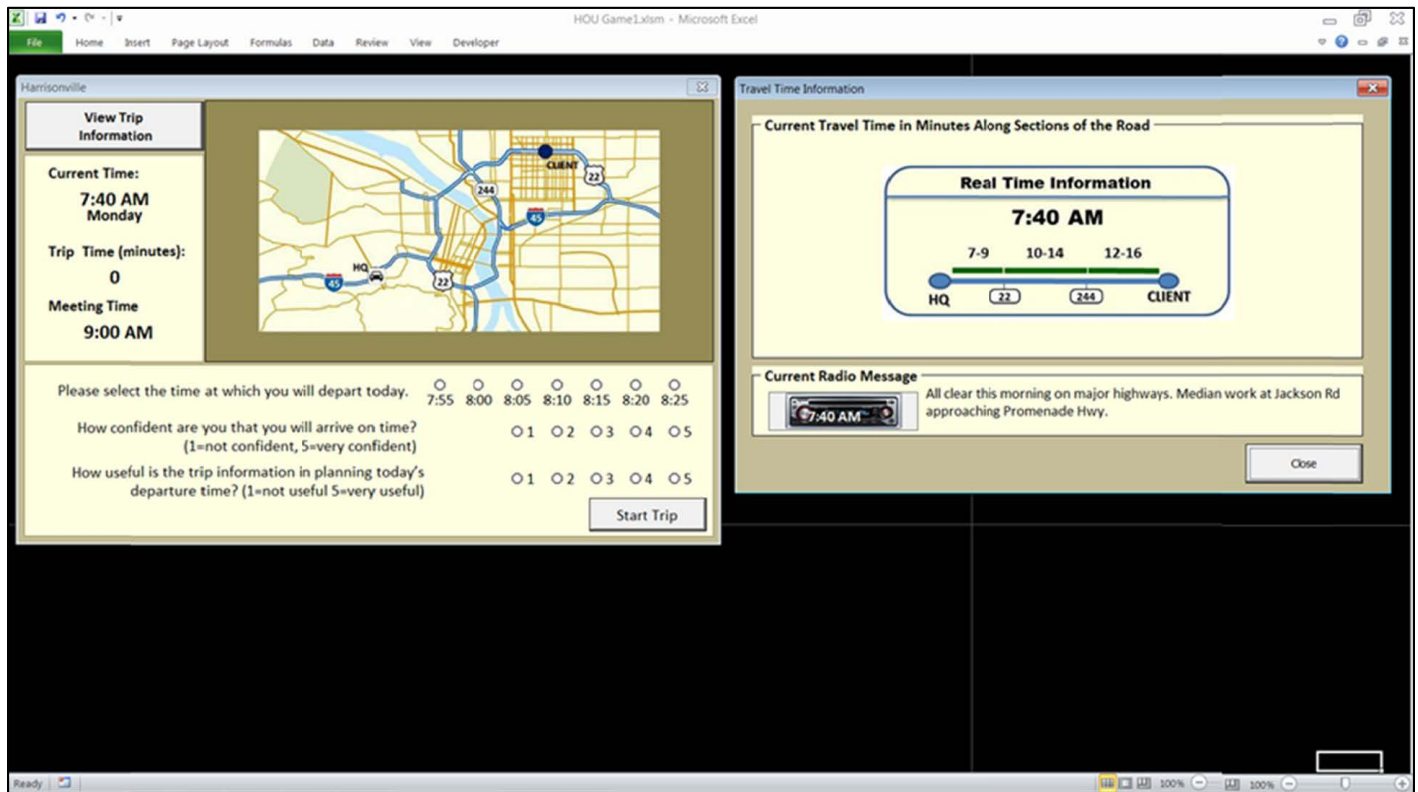 HOU Game1.xlsm - Microsoft Excel
File Home Insert Page Layout Formulas Data Review View Developer
Harrisonville
View Trip
Information
Current Time:
7:40 AM
Monday
Trip Time (minutes):
0
Meeting Time
9:00 AM
CLIENT
22
244
45
HQ
45
22
Please select the time at which you will depart today.
7:55 8:00 8:05 8:10 8:15 8:20 8:25
How confident are you that you will arrive on time?
(1=not confident, 5=very confident)
1 2 3 4 5
How useful is the trip information in planning today's
departure time? (1=not useful 5=very useful)
1 2 3 4 5
Start Trip
Travel Time Information
Current Travel Time in Minutes Along Sections of the Road
Real Time Information
7:40 AM
7-9 10-14 12-16
HQ 22 244 CLIENT
Current Radio Message
7:40 AM
All clear this morning on major highways. Median work at Jackson Rd
approaching Promenade Hwy.
Close
Ready
100% 100%